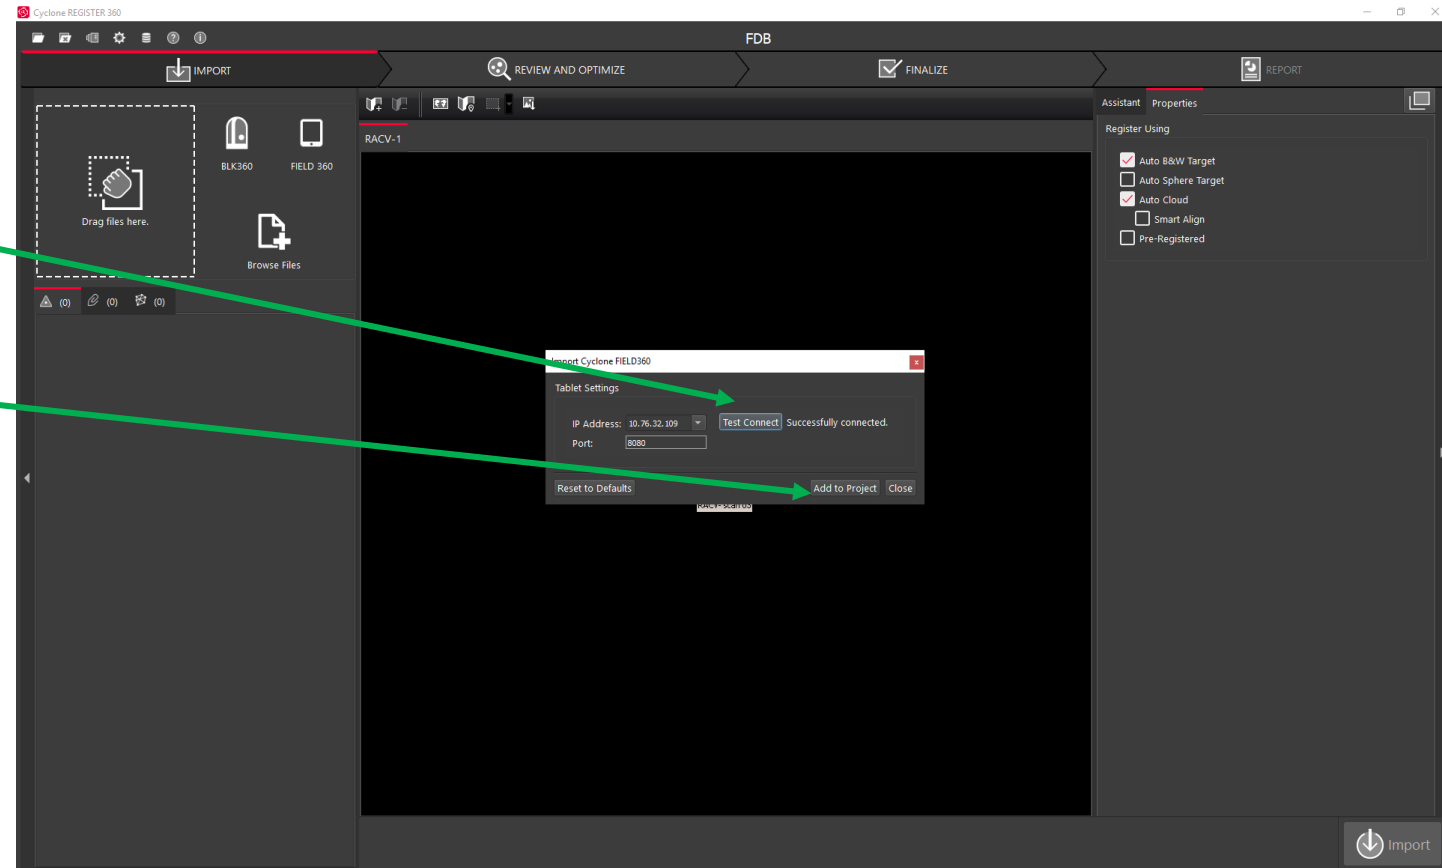 Cyclone REGISTER 360
FDB
IMPORT
REVIEW AND OPTIMIZE
FINALIZE
REPORT
Drag files here.
BLK360
FIELD 360
Browse Files
(0)
(0)
(0)
RACV-1
Import Cyclone FIELD360
Tablet Settings
IP Address: 10.76.32.109
Test Connect Successfully connected.
Port: 8080
Reset to Defaults
Add to Project
Close
Assistant
Properties
Register Using
Auto B&W Target
Auto Sphere Target
Auto Cloud
Smart Align
Pre-Registered
Import